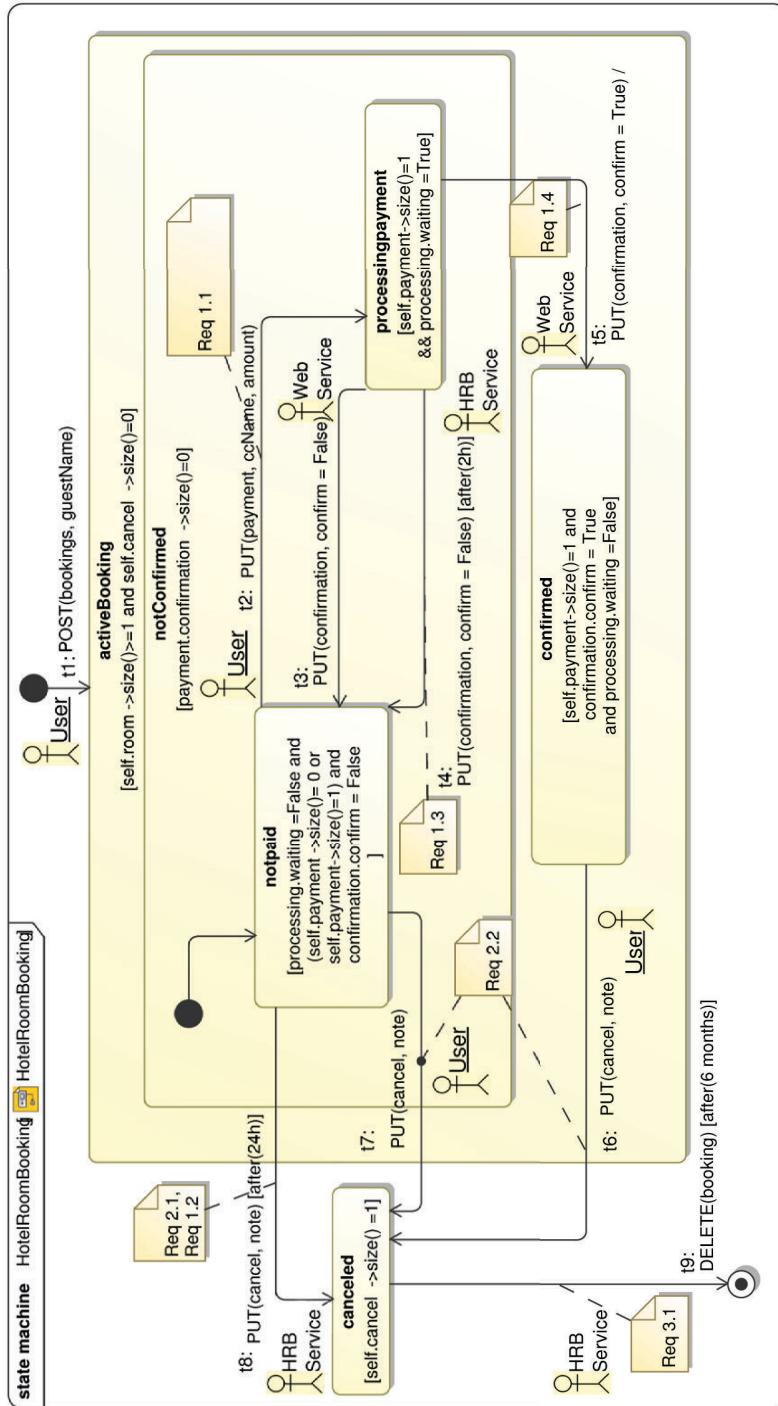 state machine HotelRoomBooking[ HotelRoomBooking]
User
t1: POST(bookings, guestName)
activeBooking
[self.room ->size()>=1 and self.cancel ->size()=0]
notConfirmed
[payment.confirmation ->size()=0]
Req 1.1
User
t2: PUT(payment, ccName, amount)
Web
Service
t3:
PUT(confirmation, confirm = False)
notpaid
[processing.waiting =False and
(self.payment ->size()= 0 or
self.payment->size()=1) and
confirmation.confirm = False
]
processingpayment
[self.payment->size()=1
&& processing.waiting =True]
HRB
Service
t4:
PUT(confirmation, confirm = False) [after(2h)]
Req 1.3
Req 1.4
Web
Service
t5:
PUT(confirmation, confirm = True) /
confirmed
[self.payment->size()=1 and
confirmation.confirm = True
and processing.waiting =False]
Req 2.1,
Req 1.2
t8: PUT(cancel, note) [after(24h)]
HRB
Service
t7: PUT(cancel, note)
User
Req 2.2
User
t6: PUT(cancel, note)
canceled
[self.cancel ->size() =1]
HRB
Service
Req 3.1
t9:
DELETE(booking) [after(6 months)]